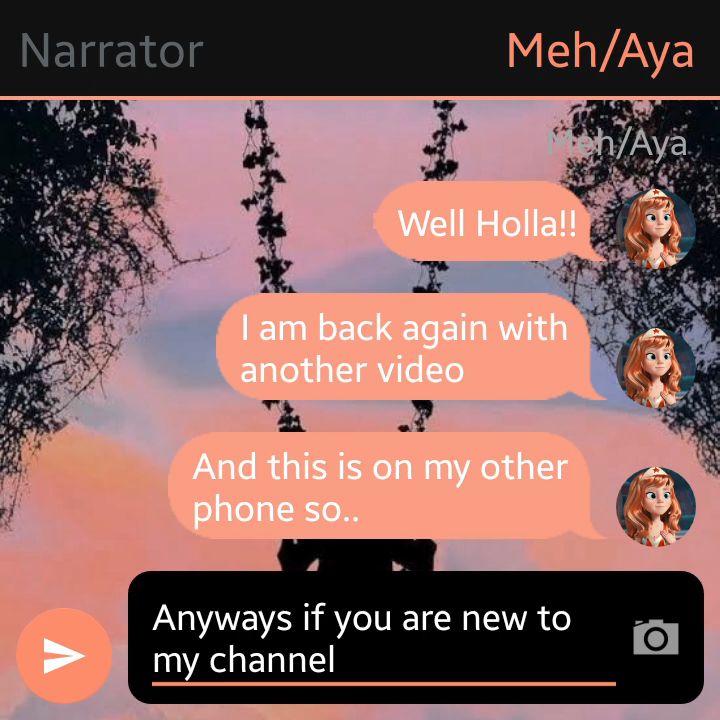 Narrator
Meh/Aya
Meh/Aya
Well Holla!!
I am back again with
another video
And this is on my other
phone so..
Anyways if you are new to
my channel